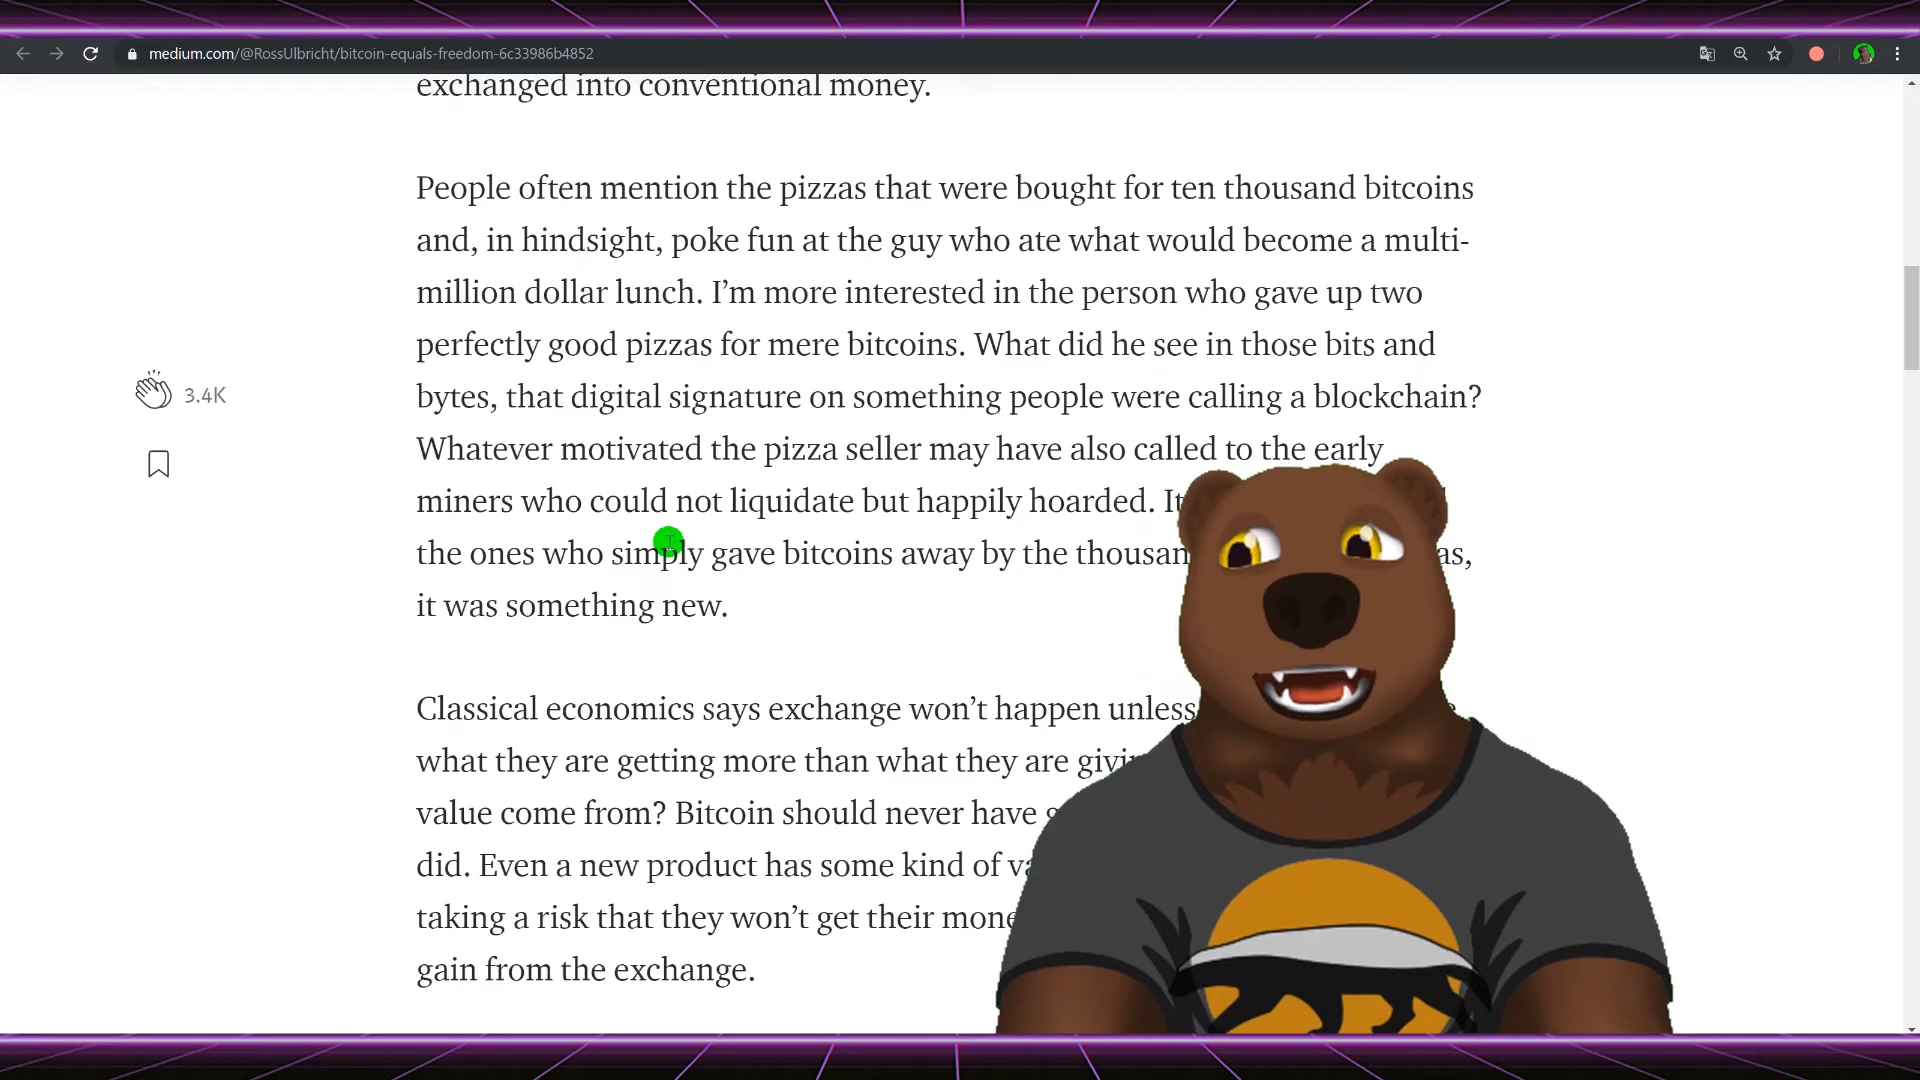 medium.com/@RossUlbricht/bitcoin-equals-freedom-6c33986b4852
exchanged into conventional money.
People often mention the pizzas that were bought for ten thousand bitcoins
and, in hindsight, poke fun at the guy who ate what would become a multi-
million dollar lunch. I’m more interested in the person who gave up two
perfectly good pizzas for mere bitcoins. What did he see in those bits and
bytes, that digital signature on something people were calling a blockchain?
Whatever motivated the pizza seller may have also called to the early
miners who could not liquidate but happily hoarded. It
the ones who simply gave bitcoins away by the
it was something new.
3.4K
Classical economics says exchange won’t happen unless
what they are getting more than what they are
value come from? Bitcoin should never have
did. Even a new product has some kind of
taking a risk that they won’t get their
gain from the exchange.